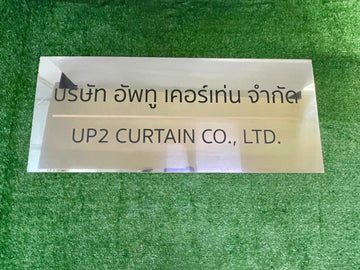 บริษัท อัพทู เคอร์เท่น จำกัด
UP2 CURTAIN CO., LTD.